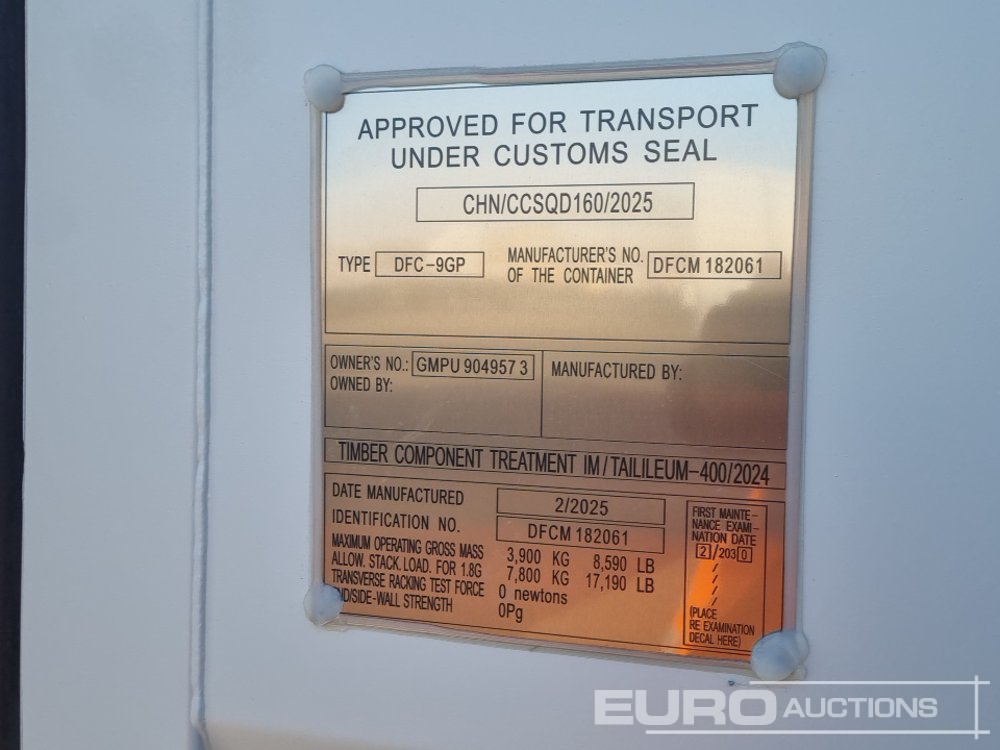 APPROVED FOR TRANSPORT
UNDER CUSTOMS SEAL
CHN/CCSQD160/2025
TYPE DFC-9GP
MANUFACTURER'S NO.
OF THE CONTAINER
DFCM 182061
OWNER'S NO.: GMPU 904957 3
OWNED BY:
MANUFACTURED BY:
TIMBER COMPONENT TREATMENT IM/TAILILEUM-400/2024
DATE MANUFACTURED 2/2025
IDENTIFICATION NO. DFCM 182061
MAXIMUM OPERATING GROSS MASS 3,900 KG 8,590 LB
ALLOW. STACK. LOAD. FOR 1.8G 7,800 KG 17,190 LB
TRANSVERSE RACKING TEST FORCE 0 newtons
ND/SIDE-WALL STRENGTH 0Pg
FIRST MAINTE-
NANCE EXAMI-
NATION DATE
2/2030
/
/
/
/
(PLACE
RE EXAMINATION
DECAL HERE)
EURO AUCTIONS